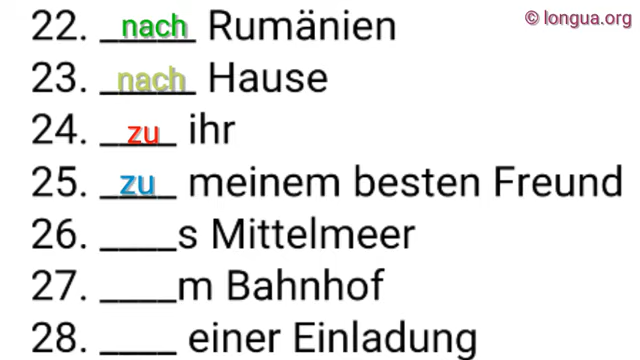 © longua.org
22. nach Rumänien
23. nach Hause
24. zu ihr
25. zu meinem besten Freund
26. ____s Mittelmeer
27. ____m Bahnhof
28. ____ einer Einladung